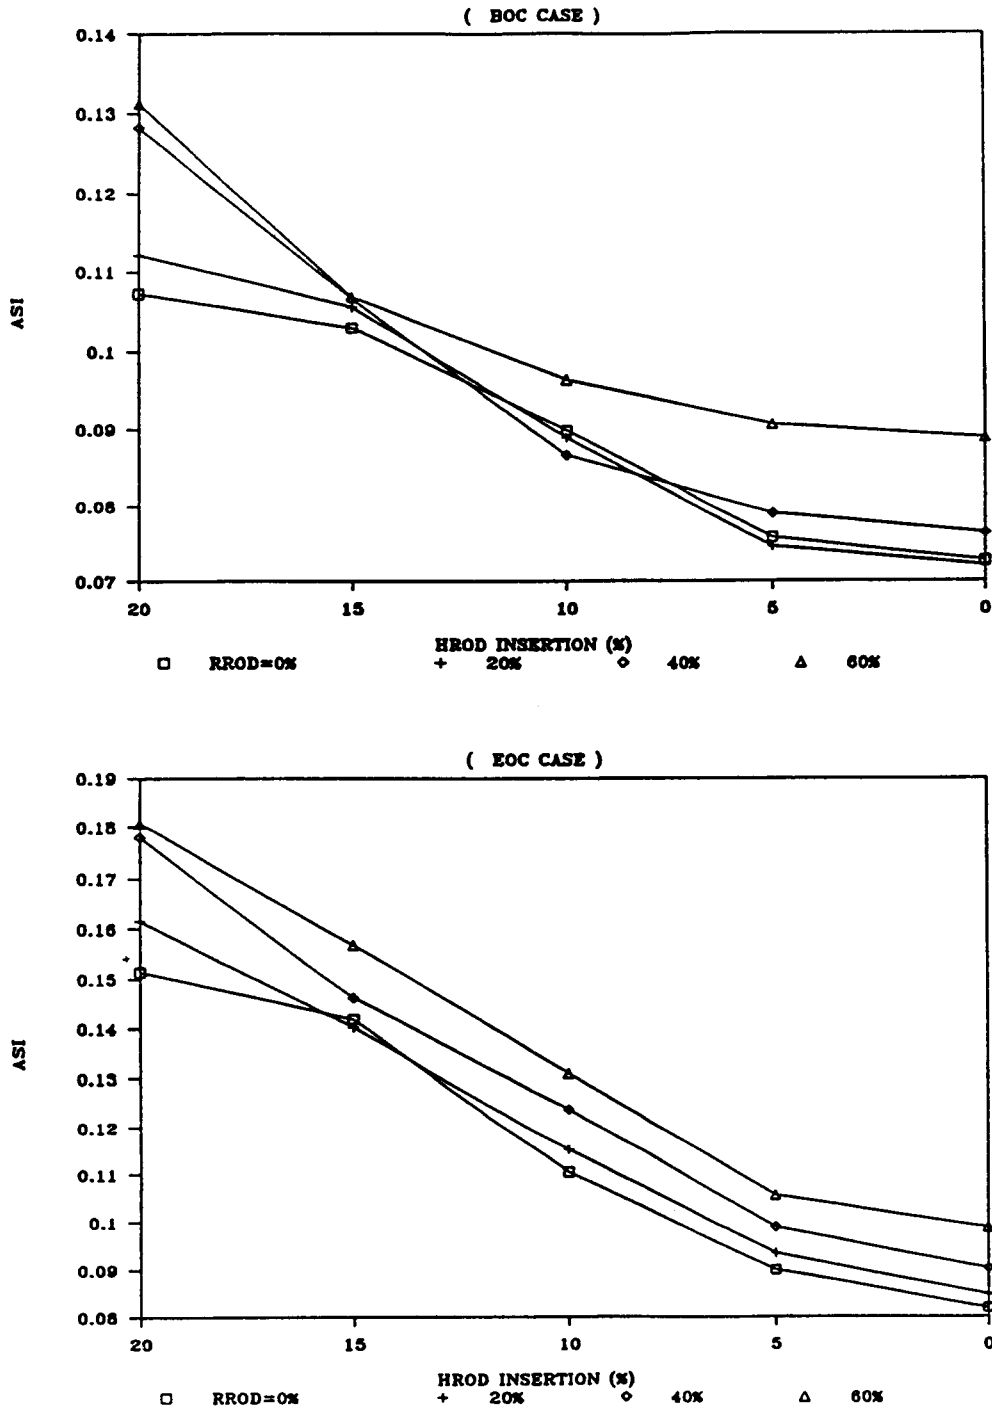 ( BOC CASE )
0.14
0.13
0.12
0.11
0.1
0.09
0.08
0.07
ASI
20 15 10 5 0
HROD INSERTION (%)
RROD=0% 20% 40% 60%
( EOC CASE )
0.19
0.18
0.17
0.16
0.15
0.14
0.13
0.12
0.11
0.1
0.09
0.08
ASI
20 15 10 5 0
HROD INSERTION (%)
RROD=0% 20% 40% 60%